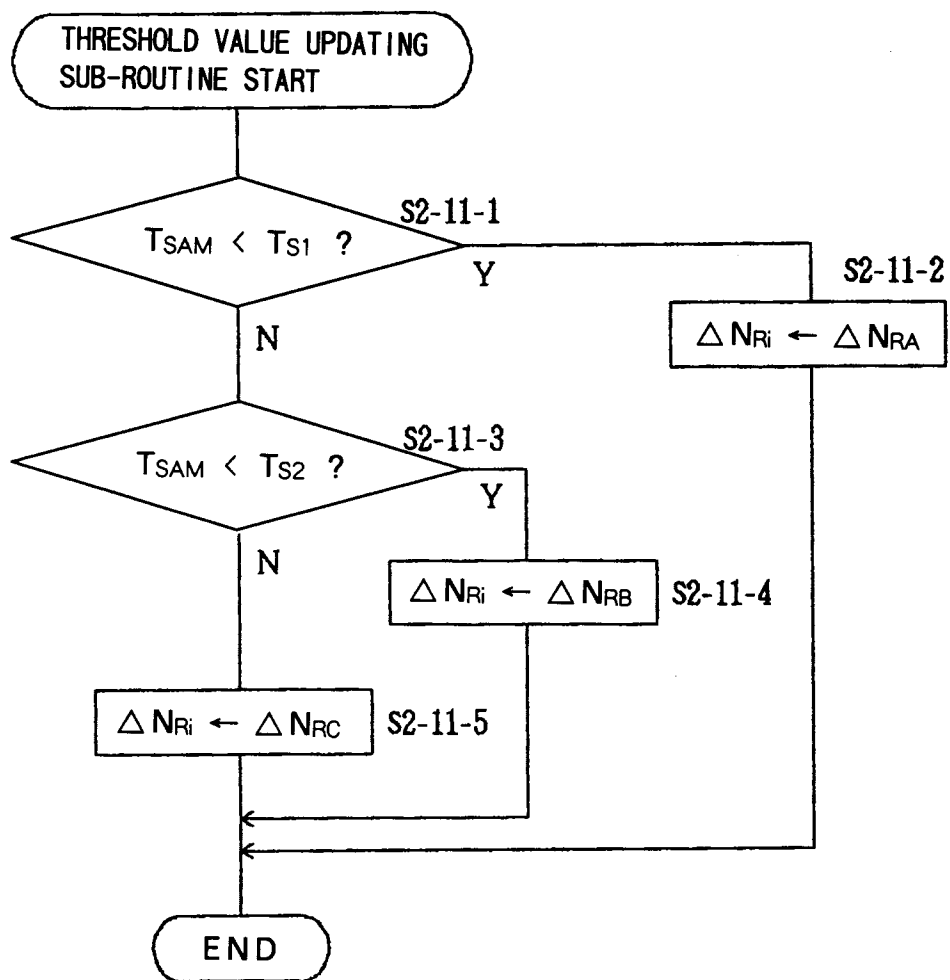 THRESHOLD VALUE UPDATING
SUB-ROUTINE START
S2-11-1
TSAM < TS1 ?
Y
S2-11-2
△NRi ← △NRA
N
S2-11-3
TSAM < TS2 ?
Y
N
△NRi ← △NRB
S2-11-4
△NRi ← △NRC
S2-11-5
END